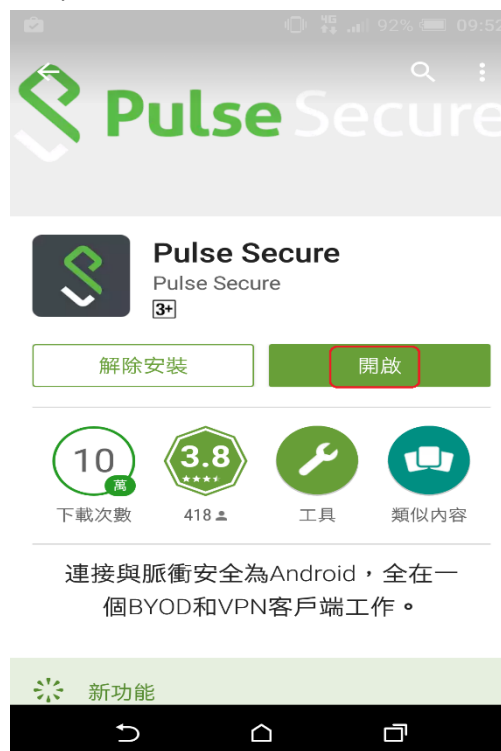 4G 92% 09:52
Pulse Secure
Pulse Secure
Pulse Secure
3+
解除安裝
開啟
10
萬
3.8
下載次數
418
工具
類似內容
連接與脈衝安全為Android，全在一
個BYOD和VPN客戶端工作。
新功能